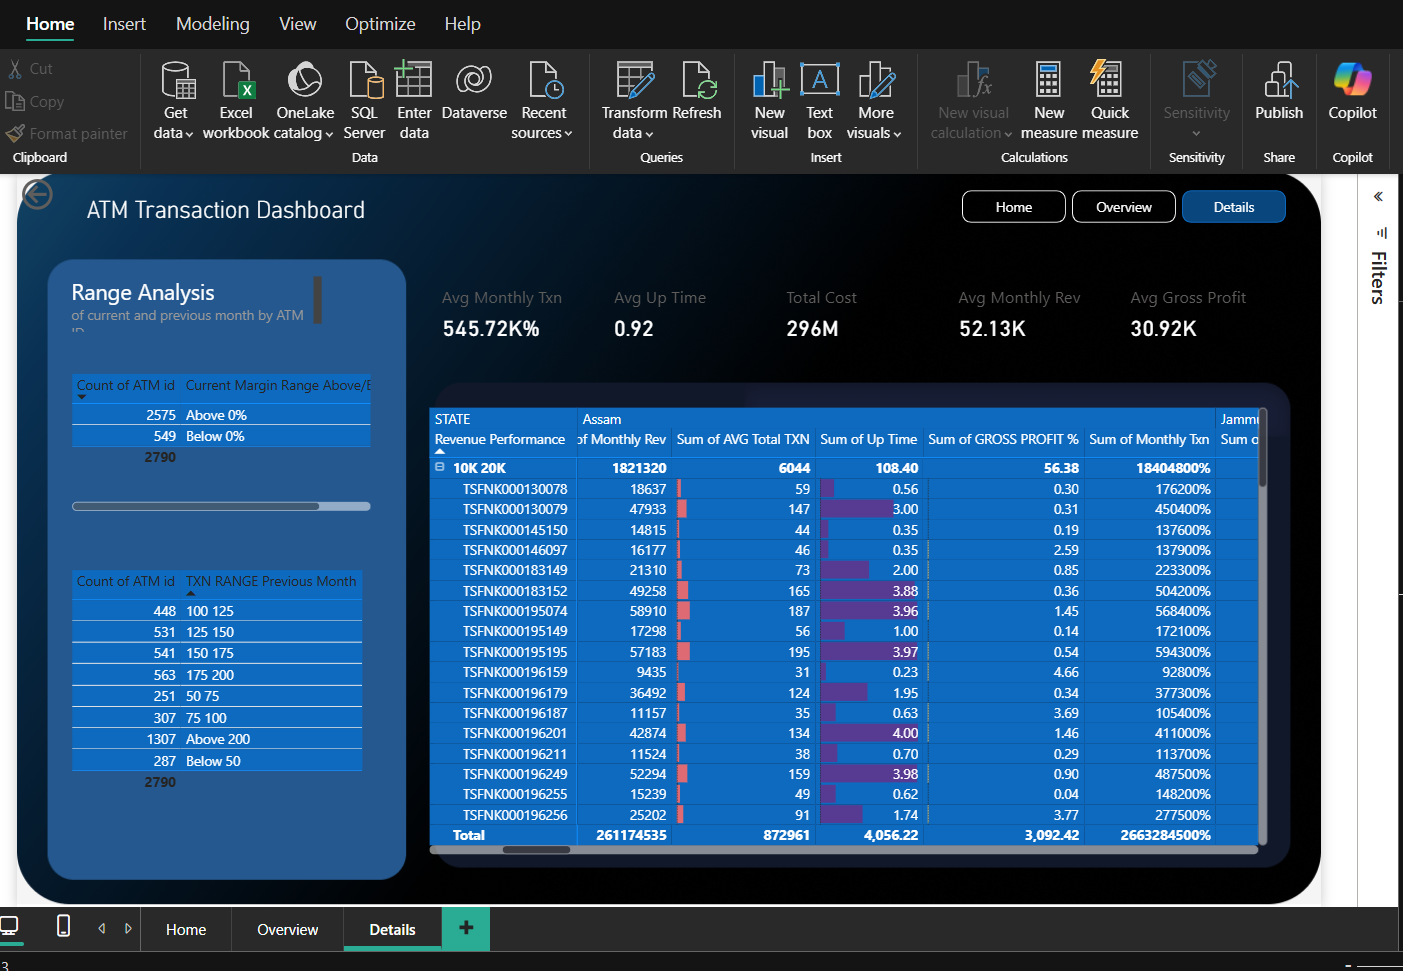 Home Insert Modeling View Optimize Help
Cut
Copy
Format painter
Clipboard
Get data
Excel workbook
OneLake catalog
SQL Server
Enter data
Dataverse
Recent sources
Data
Transform data
Refresh
Queries
New visual
Text box
More visuals
Insert
New visual calculation
New measure
Quick measure
Calculations
Sensitivity
Sensitivity
Publish
Share
Copilot
Copilot
ATM Transaction Dashboard
Home Overview Details
Filters
Range Analysis
of current and previous month by ATM
ID
Count of ATM id Current Margin Range Above/B
2575 Above 0%
549 Below 0%
2790
Count of ATM id TXN RANGE Previous Month
448 100 125
531 125 150
541 150 175
563 175 200
251 50 75
307 75 100
1307 Above 200
287 Below 50
2790
Avg Monthly Txn Avg Up Time Total Cost Avg Monthly Rev Avg Gross Profit
545.72K% 0.92 296M 52.13K 30.92K
STATE Assam Jammu
Revenue Performance of Monthly Rev Sum of AVG Total TXN Sum of Up Time Sum of GROSS PROFIT % Sum of Monthly Txn Sum o
10K 20K 1821320 6044 108.40 56.38 18404800%
TSFNK000130078 18637 59 0.56 0.30 176200%
TSFNK000130079 47933 147 3.00 0.31 450400%
TSFNK000145150 14815 44 0.35 0.19 137600%
TSFNK000146097 16177 46 0.35 2.59 137900%
TSFNK000183149 21310 73 2.00 0.85 223300%
TSFNK000183152 49258 165 3.88 0.36 504200%
TSFNK000195074 58910 187 3.96 1.45 568400%
TSFNK000195149 17298 56 1.00 0.14 172100%
TSFNK000195195 57183 195 3.97 0.54 594300%
TSFNK000196159 9435 31 0.23 4.66 92800%
TSFNK000196179 36492 124 1.95 0.34 377300%
TSFNK000196187 11157 35 0.63 3.69 105400%
TSFNK000196201 42874 134 4.00 1.46 411000%
TSFNK000196211 11524 38 0.70 0.29 113700%
TSFNK000196249 52294 159 3.98 0.90 487500%
TSFNK000196255 15239 49 0.62 0.04 148200%
TSFNK000196256 25202 91 1.74 3.77 277500%
Total 261174535 872961 4,056.22 3,092.42 2663284500%
Home Overview Details
3